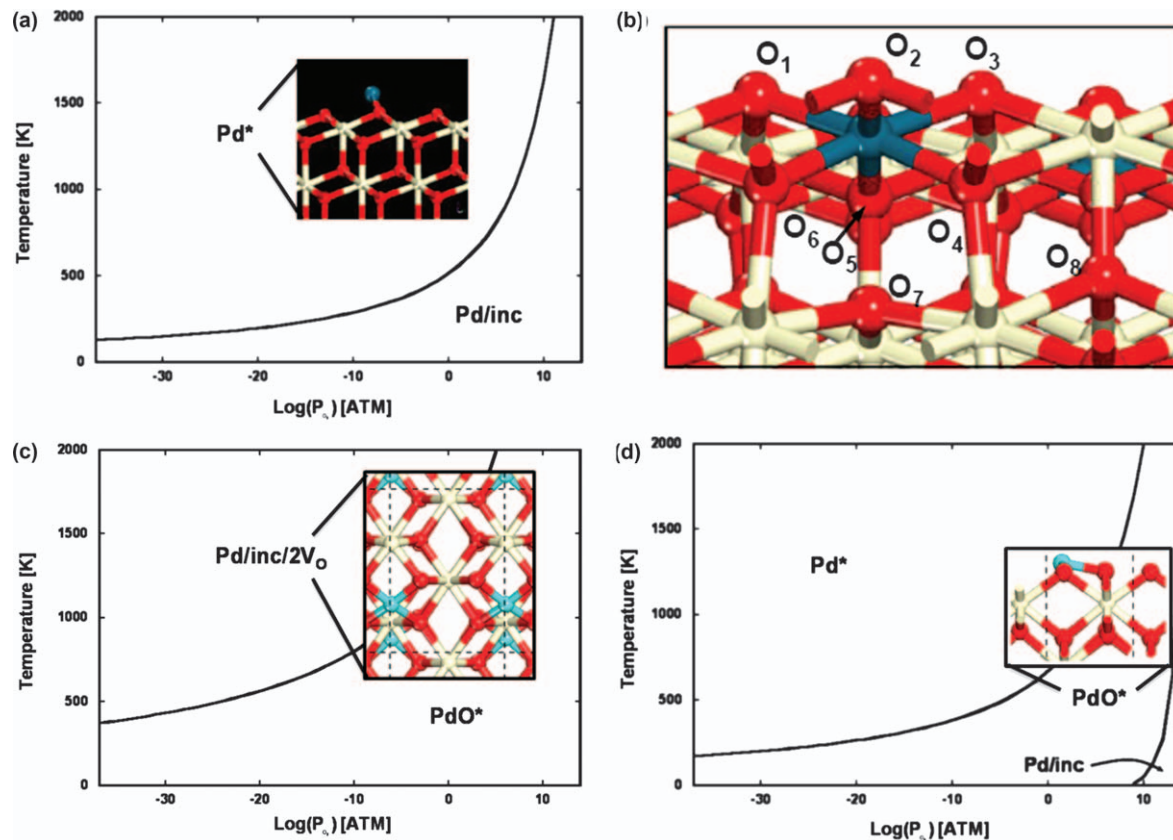 (a)
2000
1500
1000
500
0
Temperature [K]
Pd*
Pd/inc
-30 -20 -10 0 10
Log(P ) [ATM]
(b)
O1 O2 O3
O6 O5 O4
O8
O7
(c)
2000
1500
1000
500
0
Temperature [K]
Pd/inc/2VO
PdO*
-30 -20 -10 0 10
Log(P ) [ATM]
(d)
2000
1500
1000
500
0
Temperature [K]
Pd*
PdO*
Pd/inc
-30 -20 -10 0 10
Log(P ) [ATM]